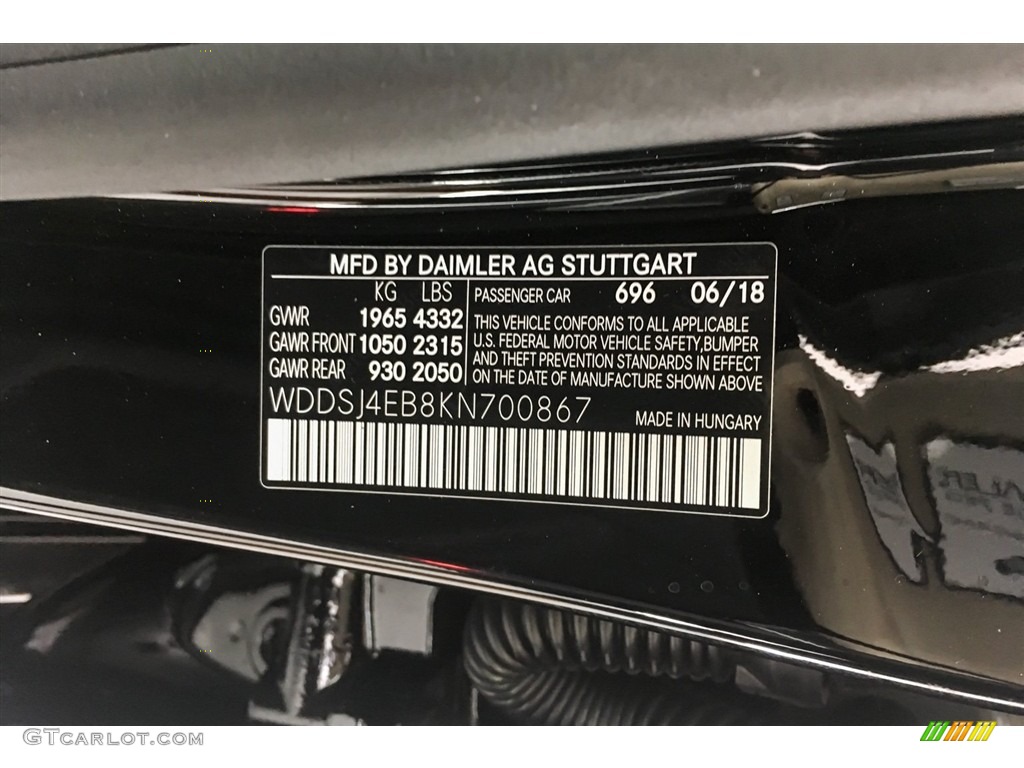 MFD BY DAIMLER AG STUTTGART
KG LBS
GVWR 1965 4332
GAWR FRONT 1050 2315
GAWR REAR 930 2050
PASSENGER CAR 696 06/18
THIS VEHICLE CONFORMS TO ALL APPLICABLE
U.S. FEDERAL MOTOR VEHICLE SAFETY,BUMPER
AND THEFT PREVENTION STANDARDS IN EFFECT
ON THE DATE OF MANUFACTURE SHOWN ABOVE
WDDSJ4EB8KN700867
MADE IN HUNGARY
GTCARLOT.COM